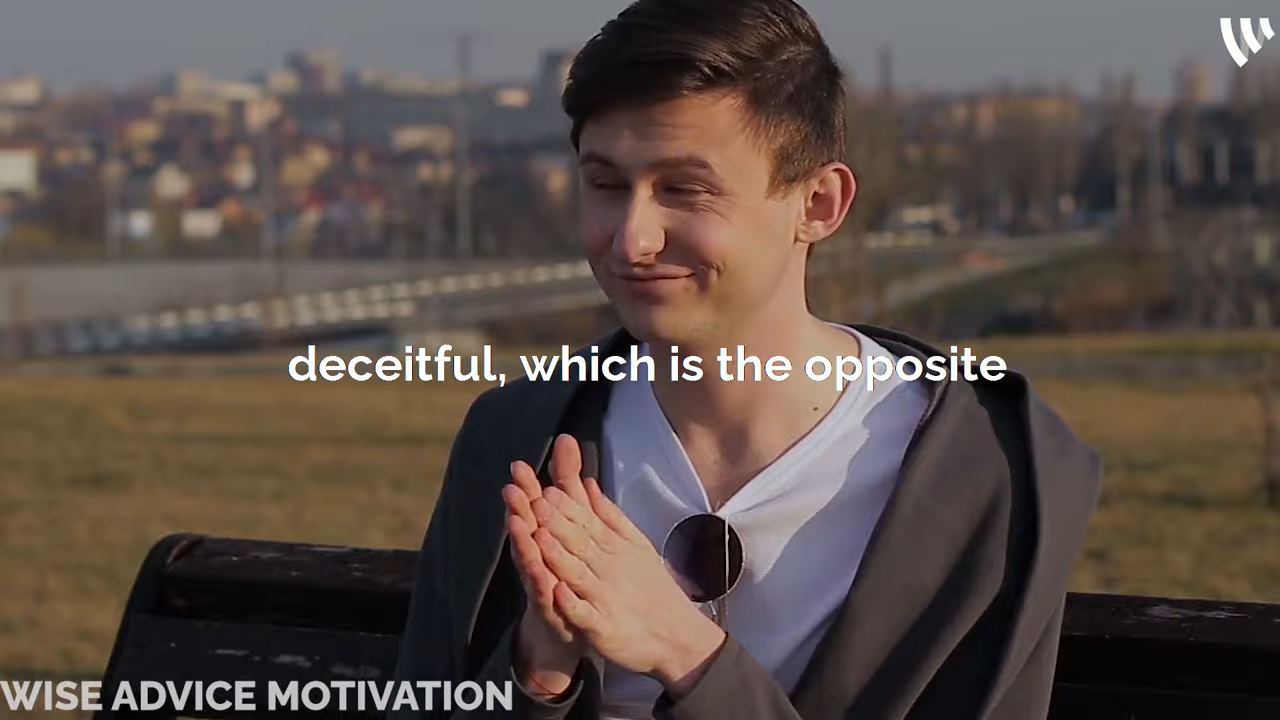 deceitful, which is the opposite
WISE ADVICE MOTIVATION